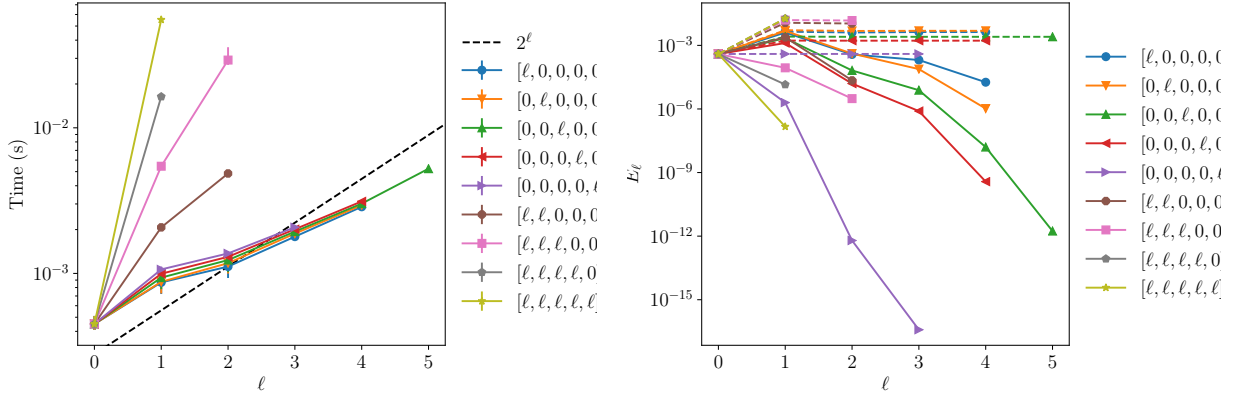 Time (s)
10⁻²
10⁻³
0 1 2 3 4 5
ℓ
2^ℓ
[ℓ, 0, 0, 0, 0
[0, ℓ, 0, 0, 0
[0, 0, ℓ, 0, 0
[0, 0, 0, ℓ, 0
[0, 0, 0, 0, ℓ
[ℓ, ℓ, 0, 0, 0
[ℓ, ℓ, ℓ, 0, 0
[ℓ, ℓ, ℓ, ℓ, 0
[ℓ, ℓ, ℓ, ℓ, ℓ]
E_ℓ
10⁻³
10⁻⁶
10⁻⁹
10⁻¹²
10⁻¹⁵
0 1 2 3 4 5
ℓ
[ℓ, 0, 0, 0, 0
[0, ℓ, 0, 0, 0
[0, 0, ℓ, 0, 0
[0, 0, 0, ℓ, 0
[0, 0, 0, 0, ℓ
[ℓ, ℓ, 0, 0, 0
[ℓ, ℓ, ℓ, 0, 0
[ℓ, ℓ, ℓ, ℓ, 0
[ℓ, ℓ, ℓ, ℓ, ℓ]